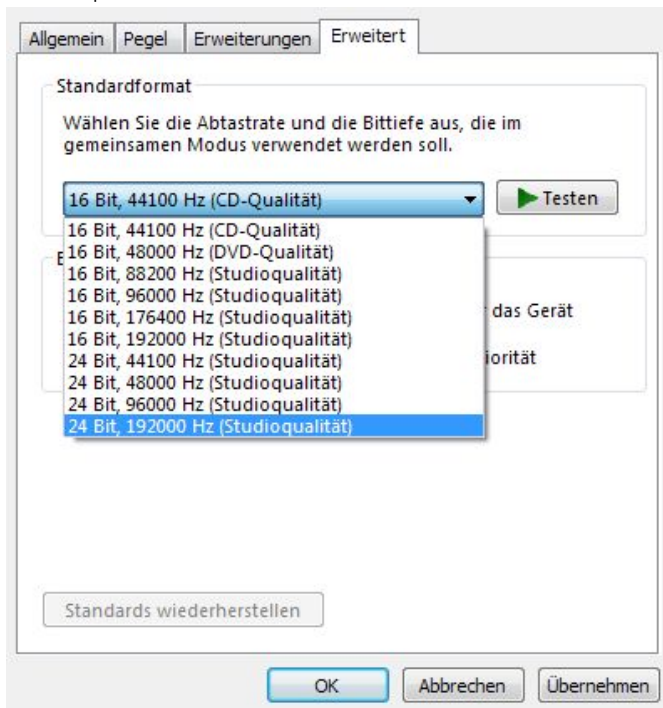 Allgemein Pegel Erweiterungen Erweitert
Standardformat
Wählen Sie die Abtastrate und die Bittiefe aus, die im
gemeinsamen Modus verwendet werden soll.
16 Bit, 44100 Hz (CD-Qualität) Testen
16 Bit, 44100 Hz (CD-Qualität)
16 Bit, 48000 Hz (DVD-Qualität)
16 Bit, 88200 Hz (Studioqualität)
16 Bit, 96000 Hz (Studioqualität)
16 Bit, 176400 Hz (Studioqualität)
das Gerät
16 Bit, 192000 Hz (Studioqualität)
24 Bit, 44100 Hz (Studioqualität)
24 Bit, 48000 Hz (Studioqualität)
24 Bit, 96000 Hz (Studioqualität)
24 Bit, 192000 Hz (Studioqualität)
Standards wiederherstellen
OK Abbrechen Übernehmen